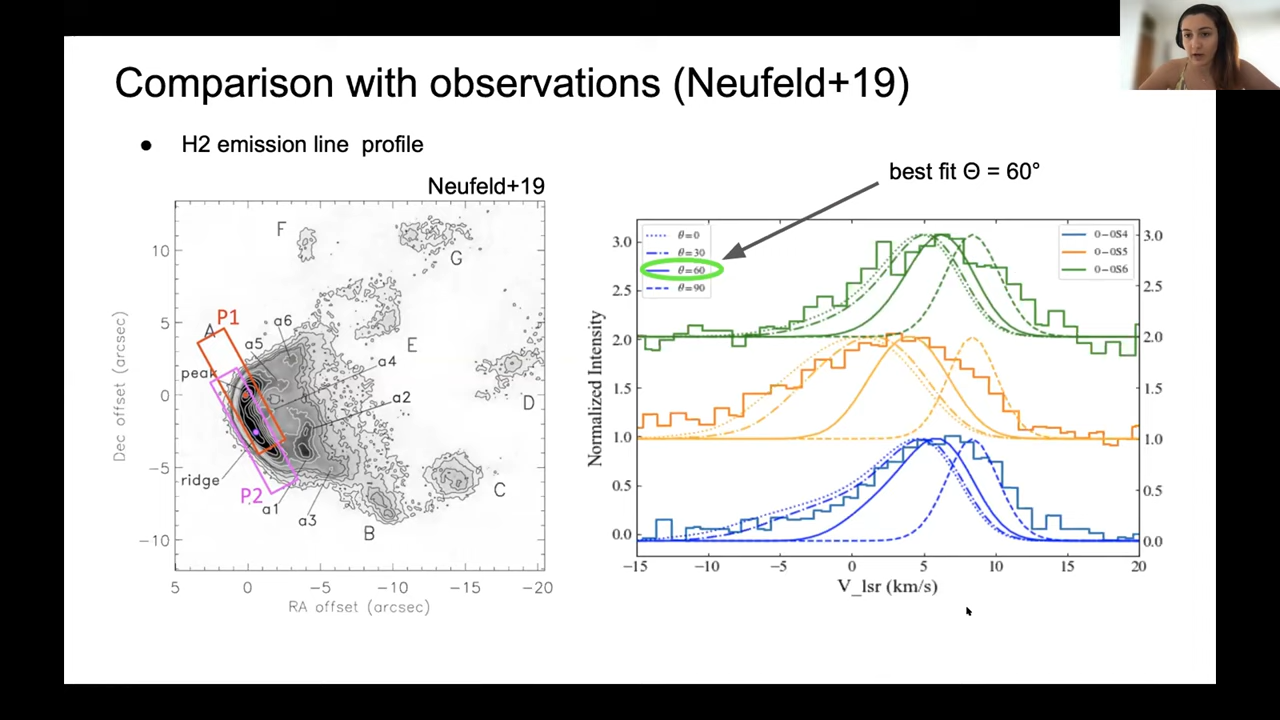 Comparison with observations (Neufeld+19)
● H2 emission line profile
best fit Θ = 60°
Neufeld+19
10
5
0
−5
−10
Dec offset (arcsec)
5
0
−5
−10
−15
−20
RA offset (arcsec)
F
G
A
P1
a6
a5
E
a4
peak
a2
D
ridge
P2
a1
a3
C
B
θ=0
θ=30
θ=60
θ=90
0−0S4
0−0S5
0−0S6
3.0
2.5
2.0
1.5
1.0
0.5
0.0
Normalized Intensity
3.0
2.5
2.0
1.5
1.0
0.5
0.0
−15
−10
−5
0
5
10
15
20
V_lsr (km/s)